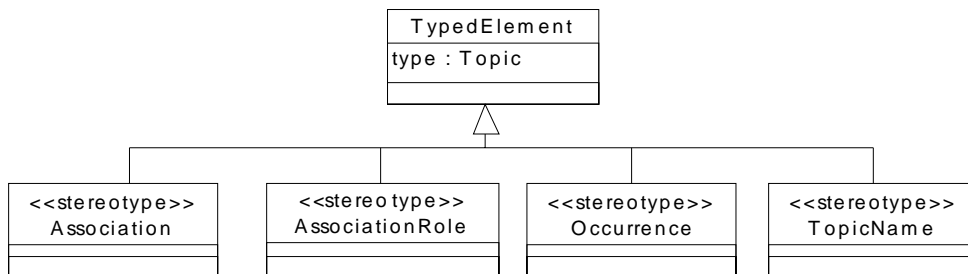 TypedElement
type : Topic
<<stereotype>>
Association
<<stereotype>>
AssociationRole
<<stereotype>>
Occurrence
<<stereotype>>
TopicName